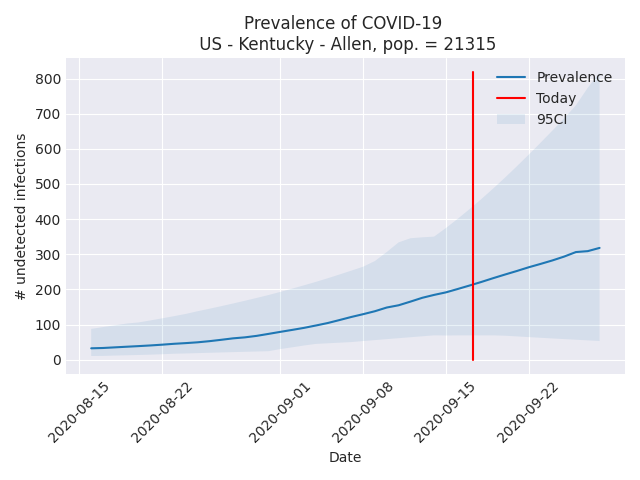 Prevalence of COVID-19
US - Kentucky - Allen, pop. = 21315
800
700
600
500
400
300
200
100
0
# undetected infections
Prevalence
Today
95CI
2020-08-15
2020-08-22
2020-09-01
2020-09-08
2020-09-15
2020-09-22
Date